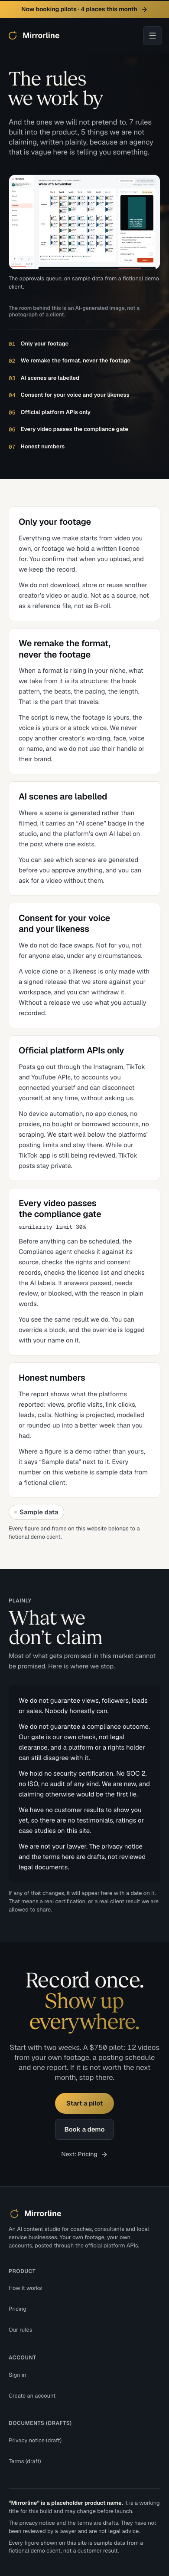 Now booking pilots · 4 places this month →
Mirrorline
The rules
we work by
And the ones we will not pretend to. 7 rules
built into the product, 5 things we are not
claiming, written plainly, because an agency
that is vague here is telling you something.
Week of 9 November
The approvals queue, on sample data from a fictional demo
client.
The room behind this is an AI-generated image, not a
photograph of a client.
01 Only your footage
02 We remake the format, never the footage
03 AI scenes are labelled
04 Consent for your voice and your likeness
05 Official platform APIs only
06 Every video passes the compliance gate
07 Honest numbers
Only your footage
Everything we make starts from video you
own, or footage we hold a written licence
for. You confirm that when you upload, and
we keep the record.
We do not download, store or reuse another
creator's video or audio. Not as a source, not
as a reference file, not as B-roll.
We remake the format,
never the footage
When a format is rising in your niche, what
we take from it is structure: the hook
pattern, the beats, the pacing, the length.
That is the part that travels.
The script is new, the footage is yours, the
voice is yours or a stock voice. We never
copy another creator's wording, face, voice
or name, and we do not use their handle or
their brand.
AI scenes are labelled
Where a scene is generated rather than
filmed, it carries an "AI scene" badge in the
studio, and the platform's own AI label on
the post where one exists.
You can see which scenes are generated
before you approve anything, and you can
ask for a video without them.
Consent for your voice
and your likeness
We do not do face swaps. Not for you, not
for anyone else, under any circumstances.
A voice clone or a likeness is only made with
a signed release that we store against your
workspace, and you can withdraw it.
Without a release we use what you actually
recorded.
Official platform APIs only
Posts go out through the Instagram, TikTok
and YouTube APIs, to accounts you
connected yourself and can disconnect
yourself, at any time, without asking us.
No device automation, no app clones, no
proxies, no bought or borrowed accounts, no
scraping. We start well below the platforms'
posting limits and stay there. While our
TikTok app is still being reviewed, TikTok
posts stay private.
Every video passes
the compliance gate
similarity limit 30%
Before anything can be scheduled, the
Compliance agent checks it against its
source, checks the rights and consent
records, checks the licence list and checks
the AI labels. It answers passed, needs
review, or blocked, with the reason in plain
words.
You see the same result we do. You can
override a block, and the override is logged
with your name on it.
Honest numbers
The report shows what the platforms
reported: views, profile visits, link clicks,
leads, calls. Nothing is projected, modelled
or rounded up into a better week than you
had.
Where a figure is a demo rather than yours,
it says "Sample data" next to it. Every
number on this website is sample data from
a fictional client.
Sample data
Every figure and frame on this website belongs to a
fictional demo client.
PLAINLY
What we
don't claim
Most of what gets promised in this market cannot
be promised. Here is where we stop.
We do not guarantee views, followers, leads
or sales. Nobody honestly can.
We do not guarantee a compliance outcome.
Our gate is our own check, not legal
clearance, and a platform or a rights holder
can still disagree with it.
We hold no security certification. No SOC 2,
no ISO, no audit of any kind. We are new, and
claiming otherwise would be the first lie.
We have no customer results to show you
yet, so there are no testimonials, ratings or
case studies on this site.
We are not your lawyer. The privacy notice
and the terms here are drafts, not reviewed
legal documents.
If any of that changes, it will appear here with a date on it.
That means a real certification, or a real client result we are
allowed to share.
Record once.
Show up
everywhere.
Start with two weeks. A $750 pilot: 12 videos
from your own footage, a posting schedule
and one report. If it is not worth the next
month, stop there.
Start a pilot
Book a demo
Next: Pricing →
Mirrorline
An AI content studio for coaches, consultants and local
service businesses. Your own footage, your own
accounts, posted through the official platform APIs.
PRODUCT
How it works
Pricing
Our rules
ACCOUNT
Sign in
Create an account
DOCUMENTS (DRAFTS)
Privacy notice (draft)
Terms (draft)
"Mirrorline" is a placeholder product name. It is a working
title for this build and may change before launch.
The privacy notice and the terms are drafts. They have not
been reviewed by a lawyer and are not legal advice.
Every figure shown on this site is sample data from a
fictional demo client, not a customer result.